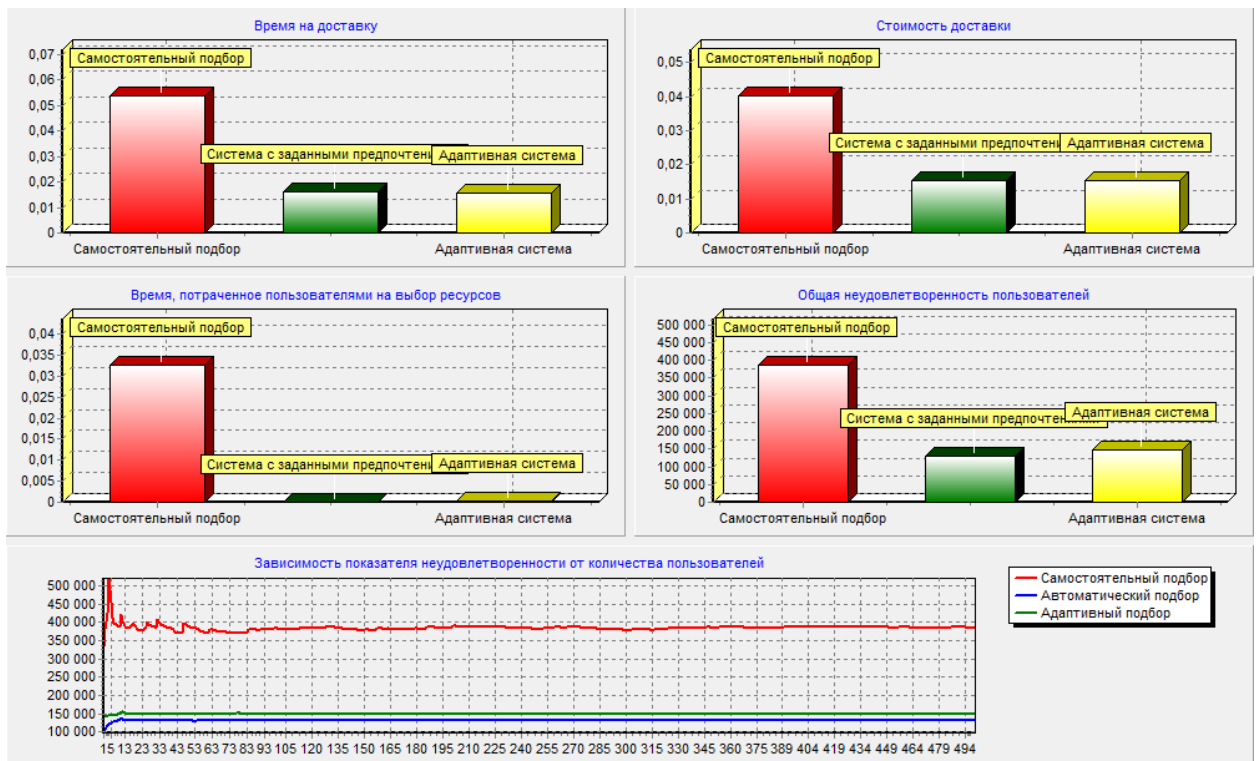 Время на доставку
0,07
0,06
0,05
0,04
0,03
0,02
0,01
0
Самостоятельный подбор
Система с заданными предпочтени
Адаптивная система
Самостоятельный подбор
Адаптивная система
Стоимость доставки
0,05
0,04
0,03
0,02
0,01
0
Самостоятельный подбор
Система с заданными предпочтени
Адаптивная система
Самостоятельный подбор
Адаптивная система
Время, потраченное пользователями на выбор ресурсов
0,04
0,035
0,03
0,025
0,02
0,015
0,01
0,005
0
Самостоятельный подбор
Система с заданными предпочтени
Адаптивная система
Самостоятельный подбор
Адаптивная система
Общая неудовлетворенность пользователей
500 000
450 000
400 000
350 000
300 000
250 000
200 000
150 000
100 000
50 000
0
Самостоятельный подбор
Система с заданными предпочтениями
Адаптивная система
Самостоятельный подбор
Адаптивная система
Зависимость показателя неудовлетворенности от количества пользователей
500 000
450 000
400 000
350 000
300 000
250 000
200 000
150 000
100 000
1 5 13 23 33 43 53 63 73 83 93 105 120 135 150 165 180 195 210 225 240 255 270 285 300 315 330 345 360 375 389 404 419 434 449 464 479 494
Самостоятельный подбор
Автоматический подбор
Адаптивный подбор